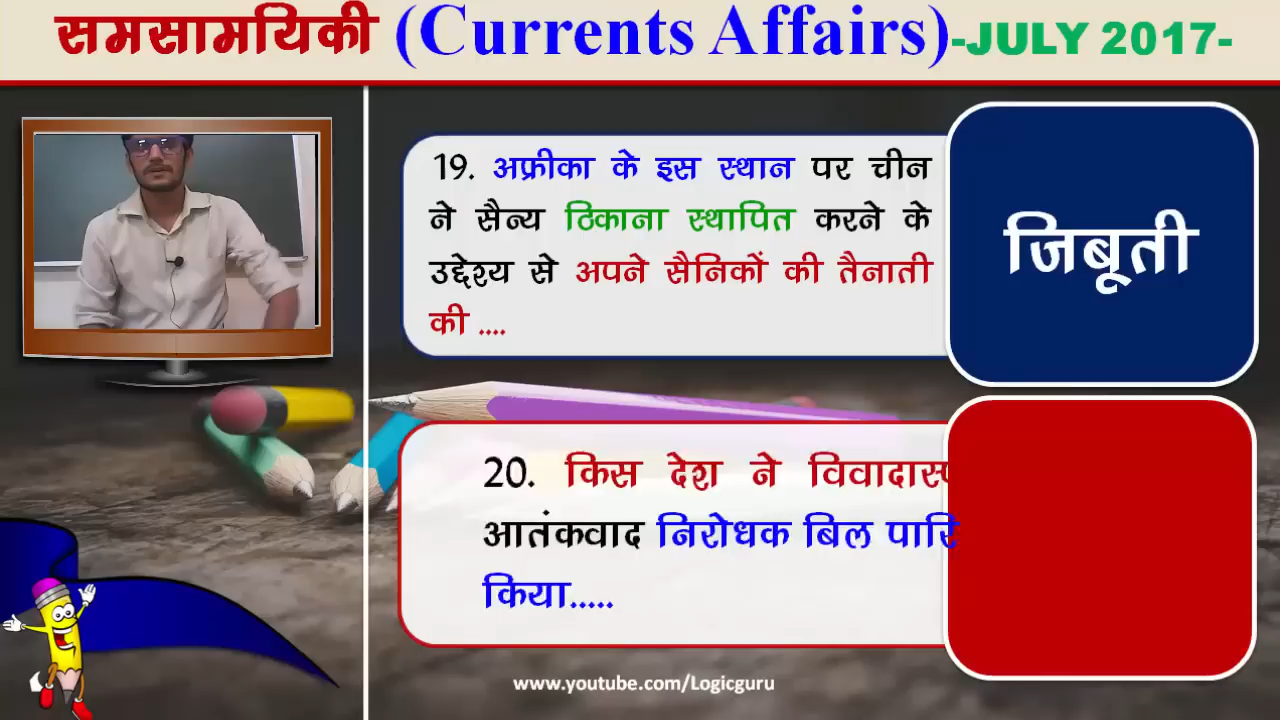 समसामयिकी (Currents Affairs)-JULY 2017-
19. अफ्रीका के इस स्थान पर चीन
ने सैन्य ठिकाना स्थापित करने के
उद्देश्य से अपने सैनिकों की तैनाती
की ....
जिबूती
20. किस देश ने
आतंकवाद निरोधक बिल
किया.....
www.youtube.com/Logicguru